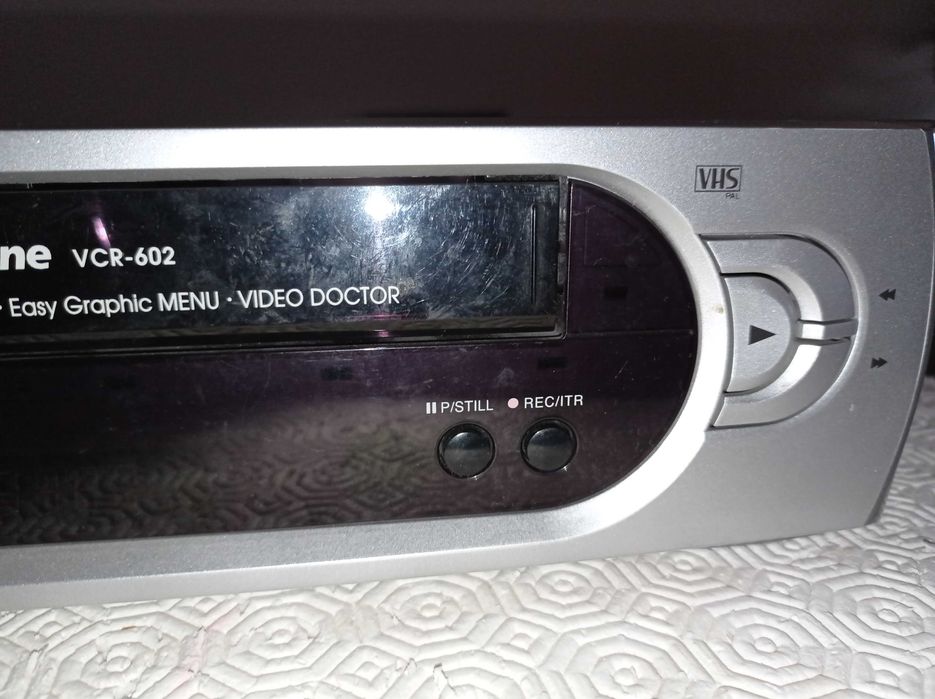 VHS
PAL
ne VCR-602
· Easy Graphic MENU · VIDEO DOCTOR
P/STILL REC/ITR